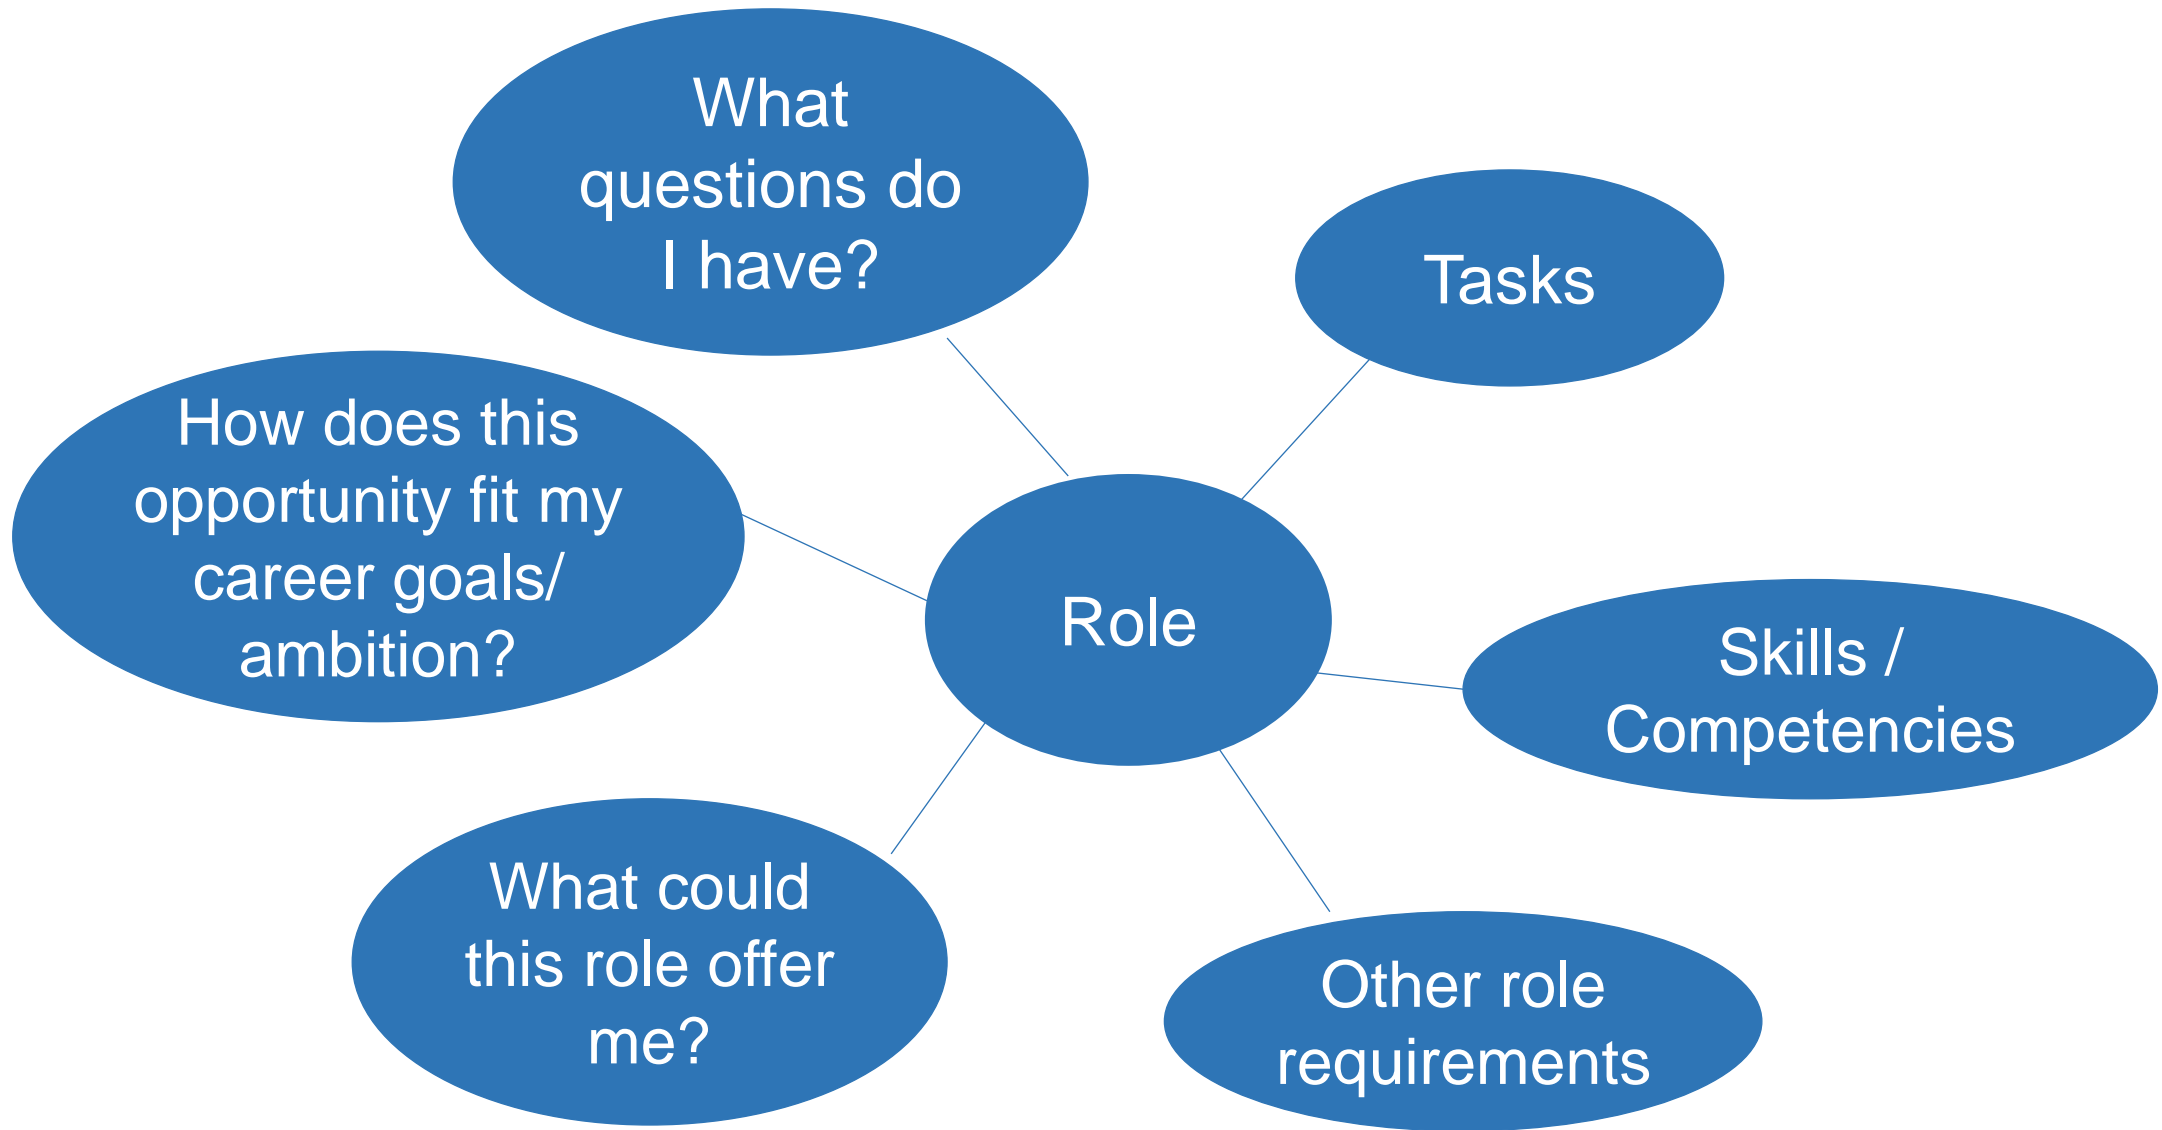 What
questions do
I have?
Tasks
How does this
opportunity fit my
career goals/
ambition?
Role
Skills /
Competencies
What could
this role offer
me?
Other role
requirements